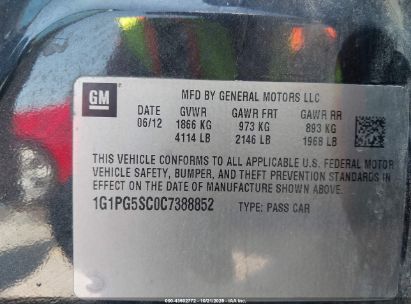 GM
MFD BY GENERAL MOTORS LLC
DATE GVWR GAWR FRT GAWR RR
06/12 1866 KG 973 KG 893 KG
4114 LB 2146 LB 1968 LB
THIS VEHICLE CONFORMS TO ALL APPLICABLE U.S. FEDERAL MOTOR
VEHICLE SAFETY, BUMPER, AND THEFT PREVENTION STANDARDS
IN EFFECT ON THE DATE OF MANUFACTURE SHOWN ABOVE.
1G1PG5SC0C7388852 TYPE: PASS CAR